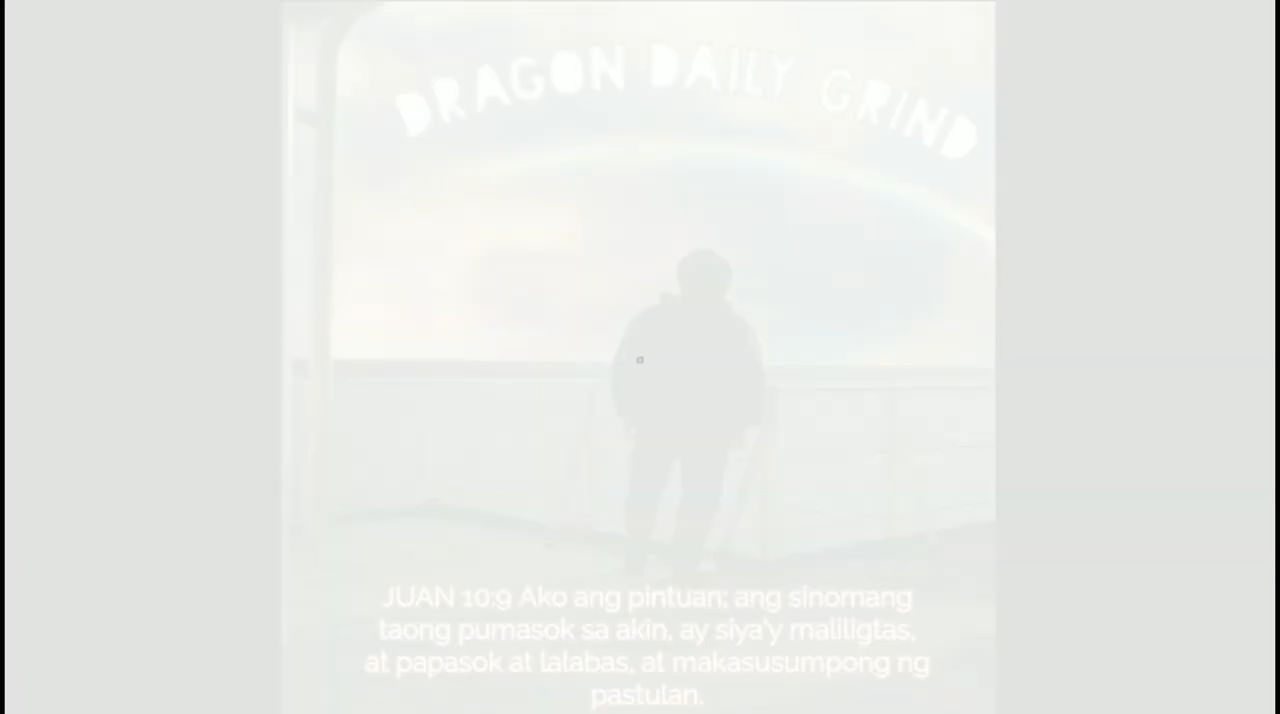 DRAGON DAILY GRIND
JUAN 10:9 Ako ang pintuan; ang sinomang
taong pumasok sa akin, ay siya'y maliligtas,
at papasok at lalabas, at makasusumpong ng
pastulan.